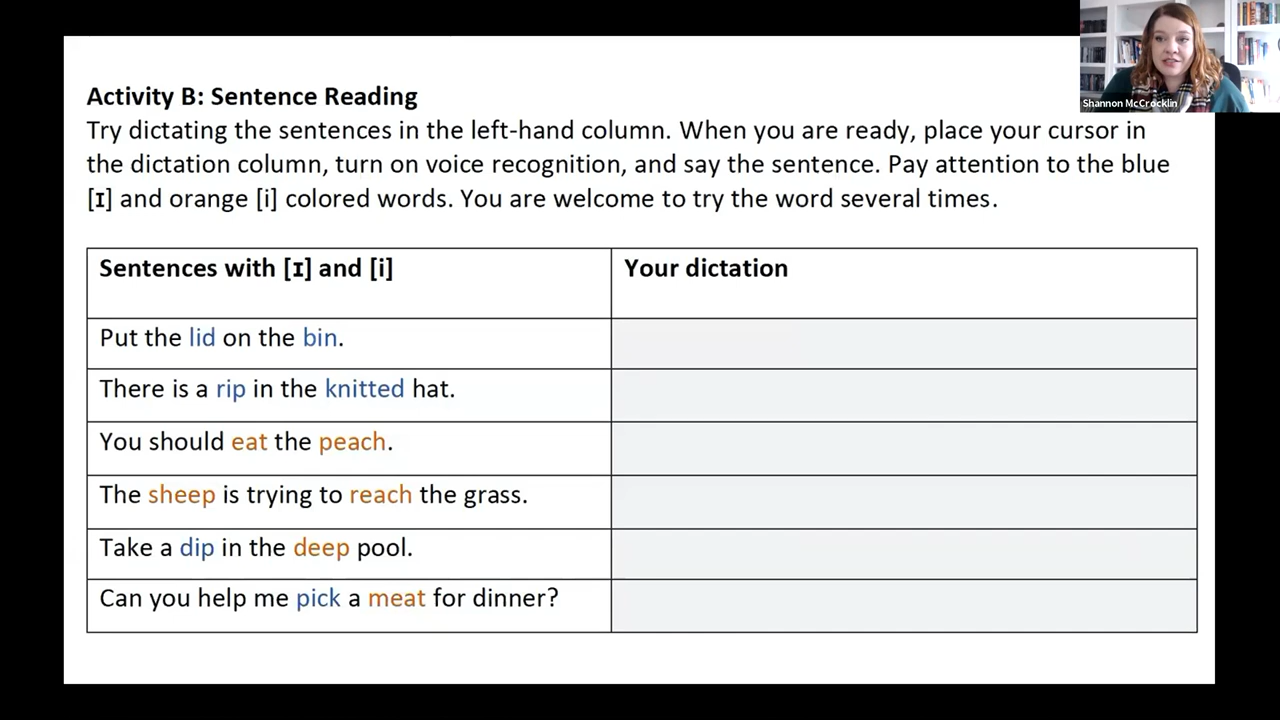 Shannon McCrocklin
Activity B: Sentence Reading
Try dictating the sentences in the left-hand column. When you are ready, place your cursor in
the dictation column, turn on voice recognition, and say the sentence. Pay attention to the blue
[ɪ] and orange [i] colored words. You are welcome to try the word several times.
Sentences with [ɪ] and [i]
Your dictation
Put the lid on the bin.
There is a rip in the knitted hat.
You should eat the peach.
The sheep is trying to reach the grass.
Take a dip in the deep pool.
Can you help me pick a meat for dinner?